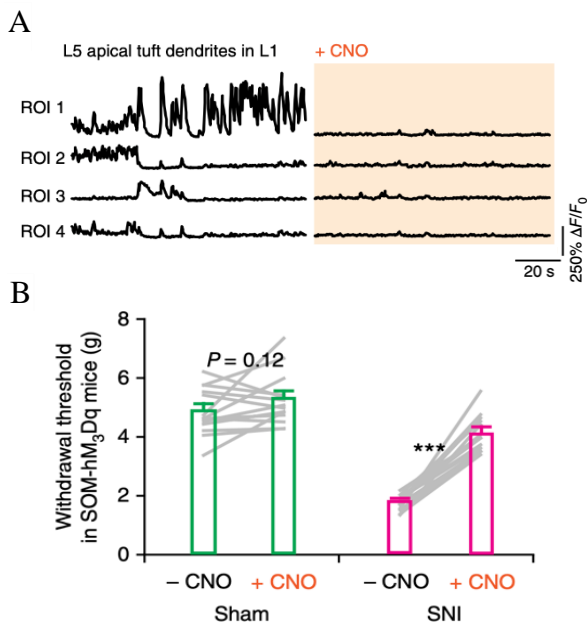 A
L5 apical tuft dendrites in L1
+ CNO
ROI 1
ROI 2
ROI 3
ROI 4
250% ΔF/F0
20 s
B
Withdrawal threshold
in SOM-hM3Dq mice (g)
8
6
4
2
0
P = 0.12
***
– CNO + CNO – CNO + CNO
Sham SNI